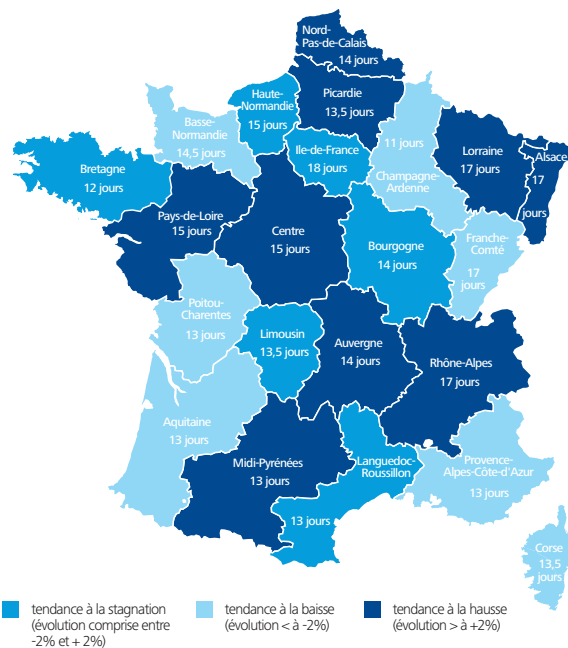 Nord-
Pas-de-Calais
14 jours
Picardie
13,5 jours
Haute-
Normandie
15 jours
Basse-
Normandie
14,5 jours
Ile-de-France
18 jours
11 jours
Champagne-
Ardenne
Lorraine
17 jours
Alsace
17
jours
Bretagne
12 jours
Pays-de-Loire
15 jours
Centre
15 jours
Bourgogne
14 jours
Franche-
Comté
17
jours
Poitou-
Charentes
13 jours
Limousin
13,5 jours
Auvergne
14 jours
Rhône-Alpes
17 jours
Aquitaine
13 jours
Midi-Pyrénées
13 jours
Languedoc-
Roussillon
13 jours
Provence-
Alpes-Côte-d'Azur
13 jours
Corse
13,5
jours
tendance à la stagnation
(évolution comprise entre
-2% et + 2%)
tendance à la baisse
(évolution < à -2%)
tendance à la hausse
(évolution > à +2%)